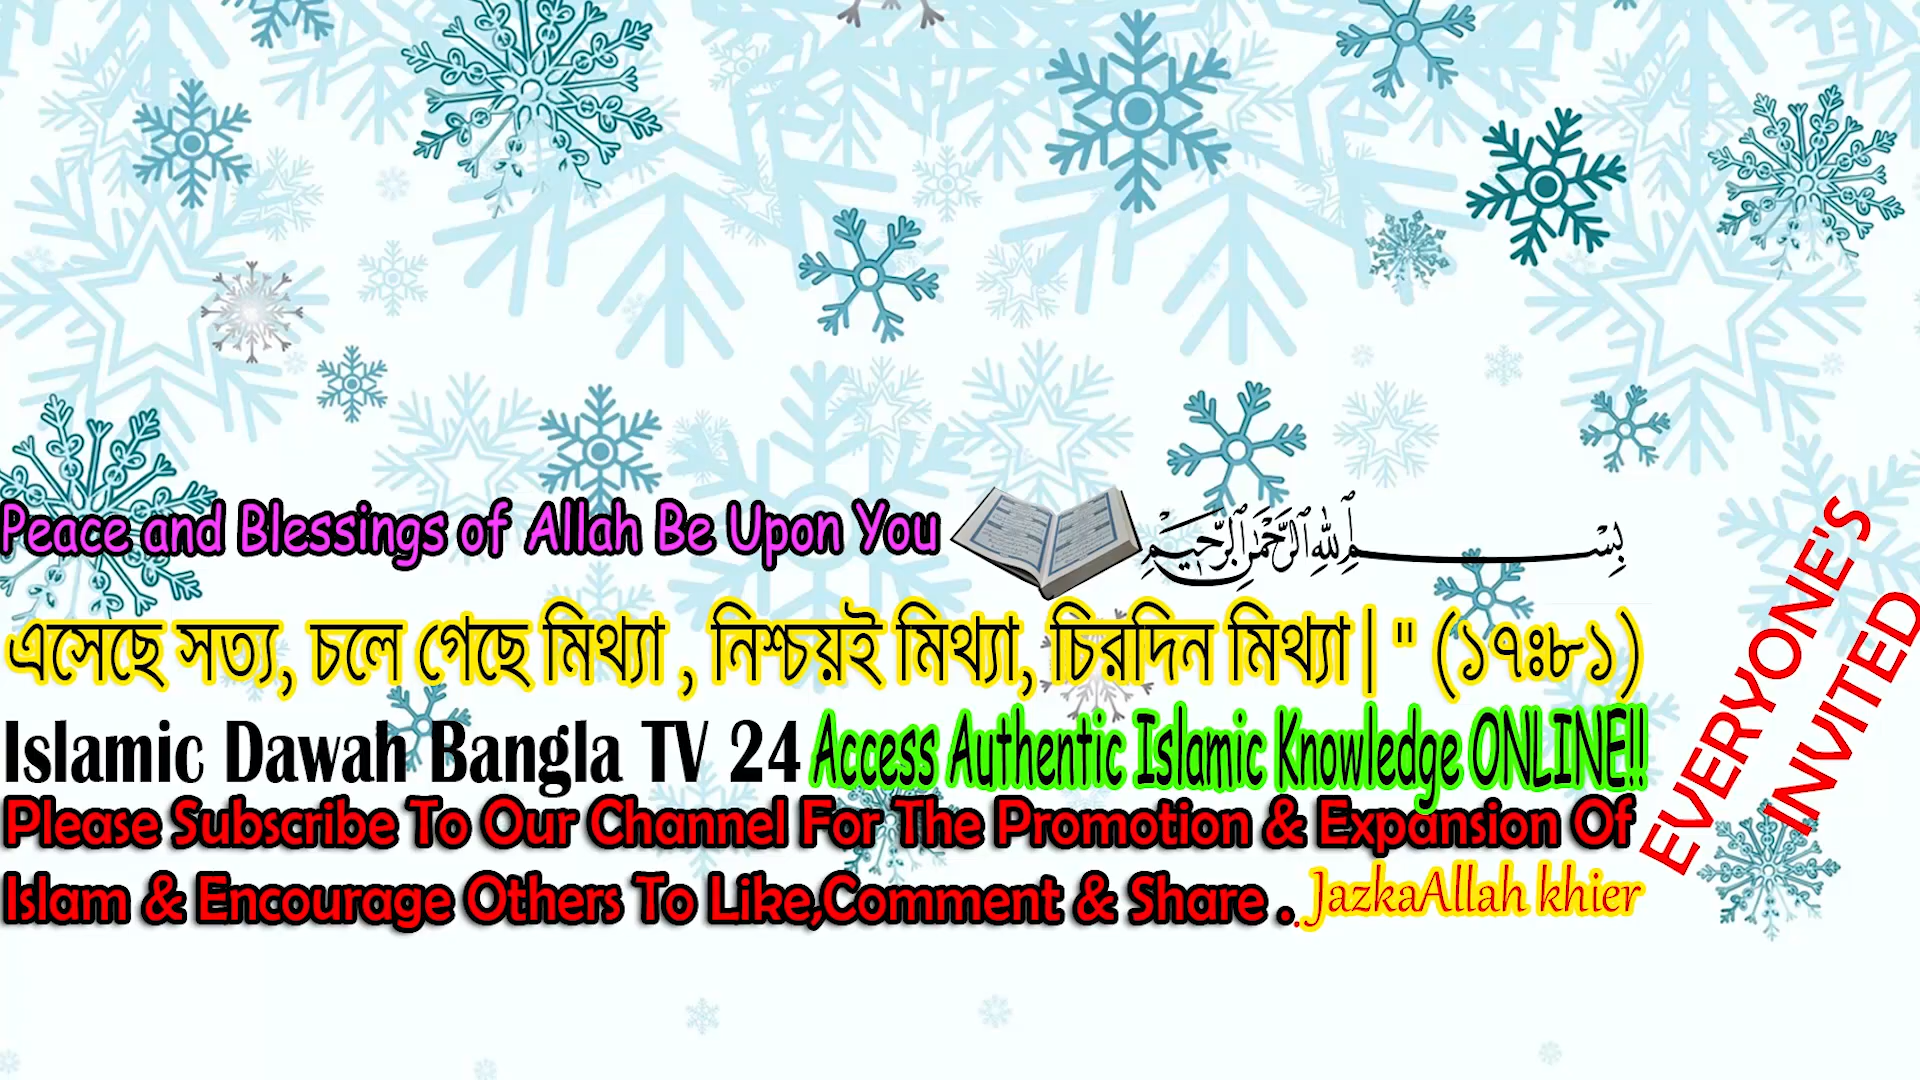 Peace and Blessings of Allah Be Upon You
بِسْمِ اللهِ الرَّحْمٰنِ الرَّحِيْمِ
এসেছে সত্য, চলে গেছে মিথ্যা , নিশ্চয়ই মিথ্যা, চিরদিন মিথ্যা| " (১৭ঃ৮১)
Islamic Dawah Bangla TV 24 Access Authentic Islamic Knowledge ONLINE!!
Please Subscribe To Our Channel For The Promotion & Expansion Of
Islam & Encourage Others To Like,Comment & Share . . JazkaAllah khier
EVERYONE'S
INVITED